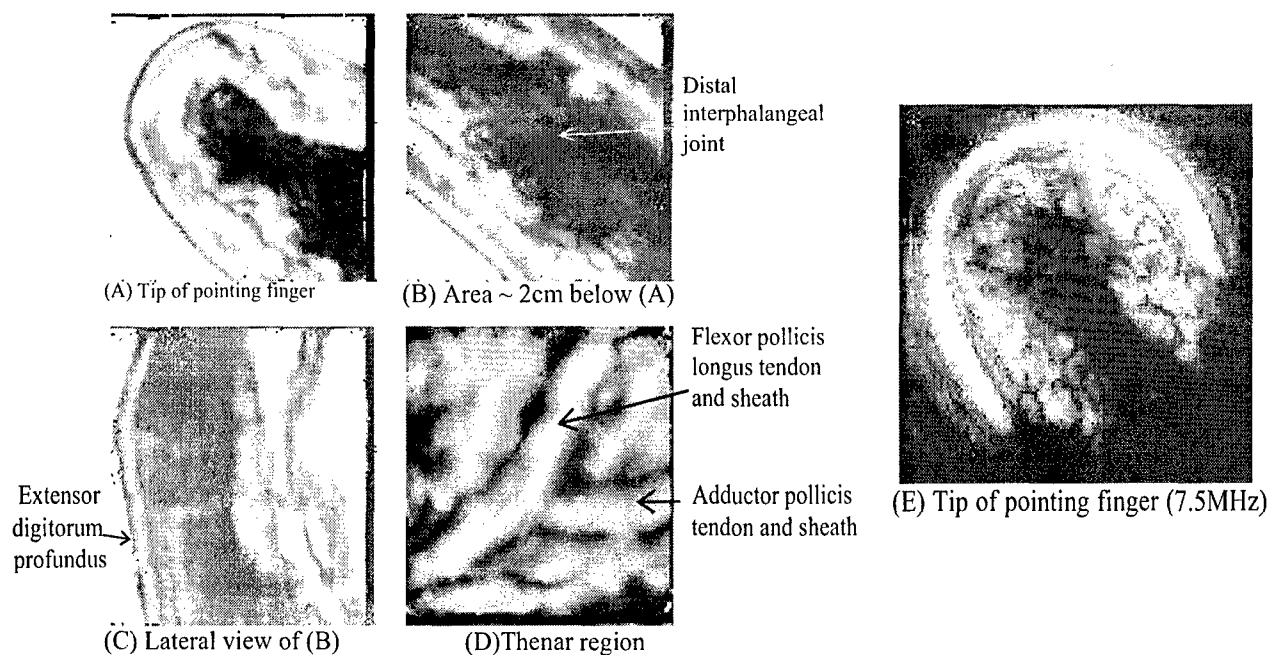 Distal
interphalangeal
joint
(A) Tip of pointing finger
(B) Area ~ 2cm below (A)
Flexor pollicis
longus tendon
and sheath
Extensor
digitorum
profundus
Adductor pollicis
tendon and sheath
(C) Lateral view of (B)
(D)Thenar region
(E) Tip of pointing finger (7.5MHz)